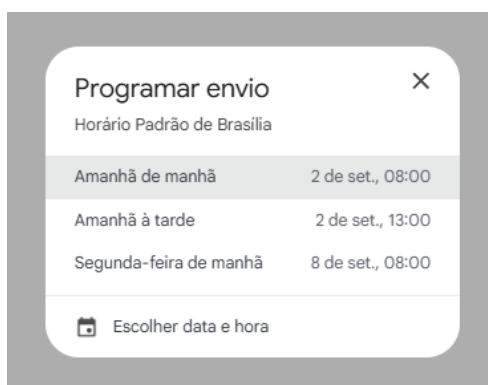 Programar envio
Horário Padrão de Brasília
Amanhã de manhã 2 de set., 08:00
Amanhã à tarde 2 de set., 13:00
Segunda-feira de manhã 8 de set., 08:00
Escolher data e hora